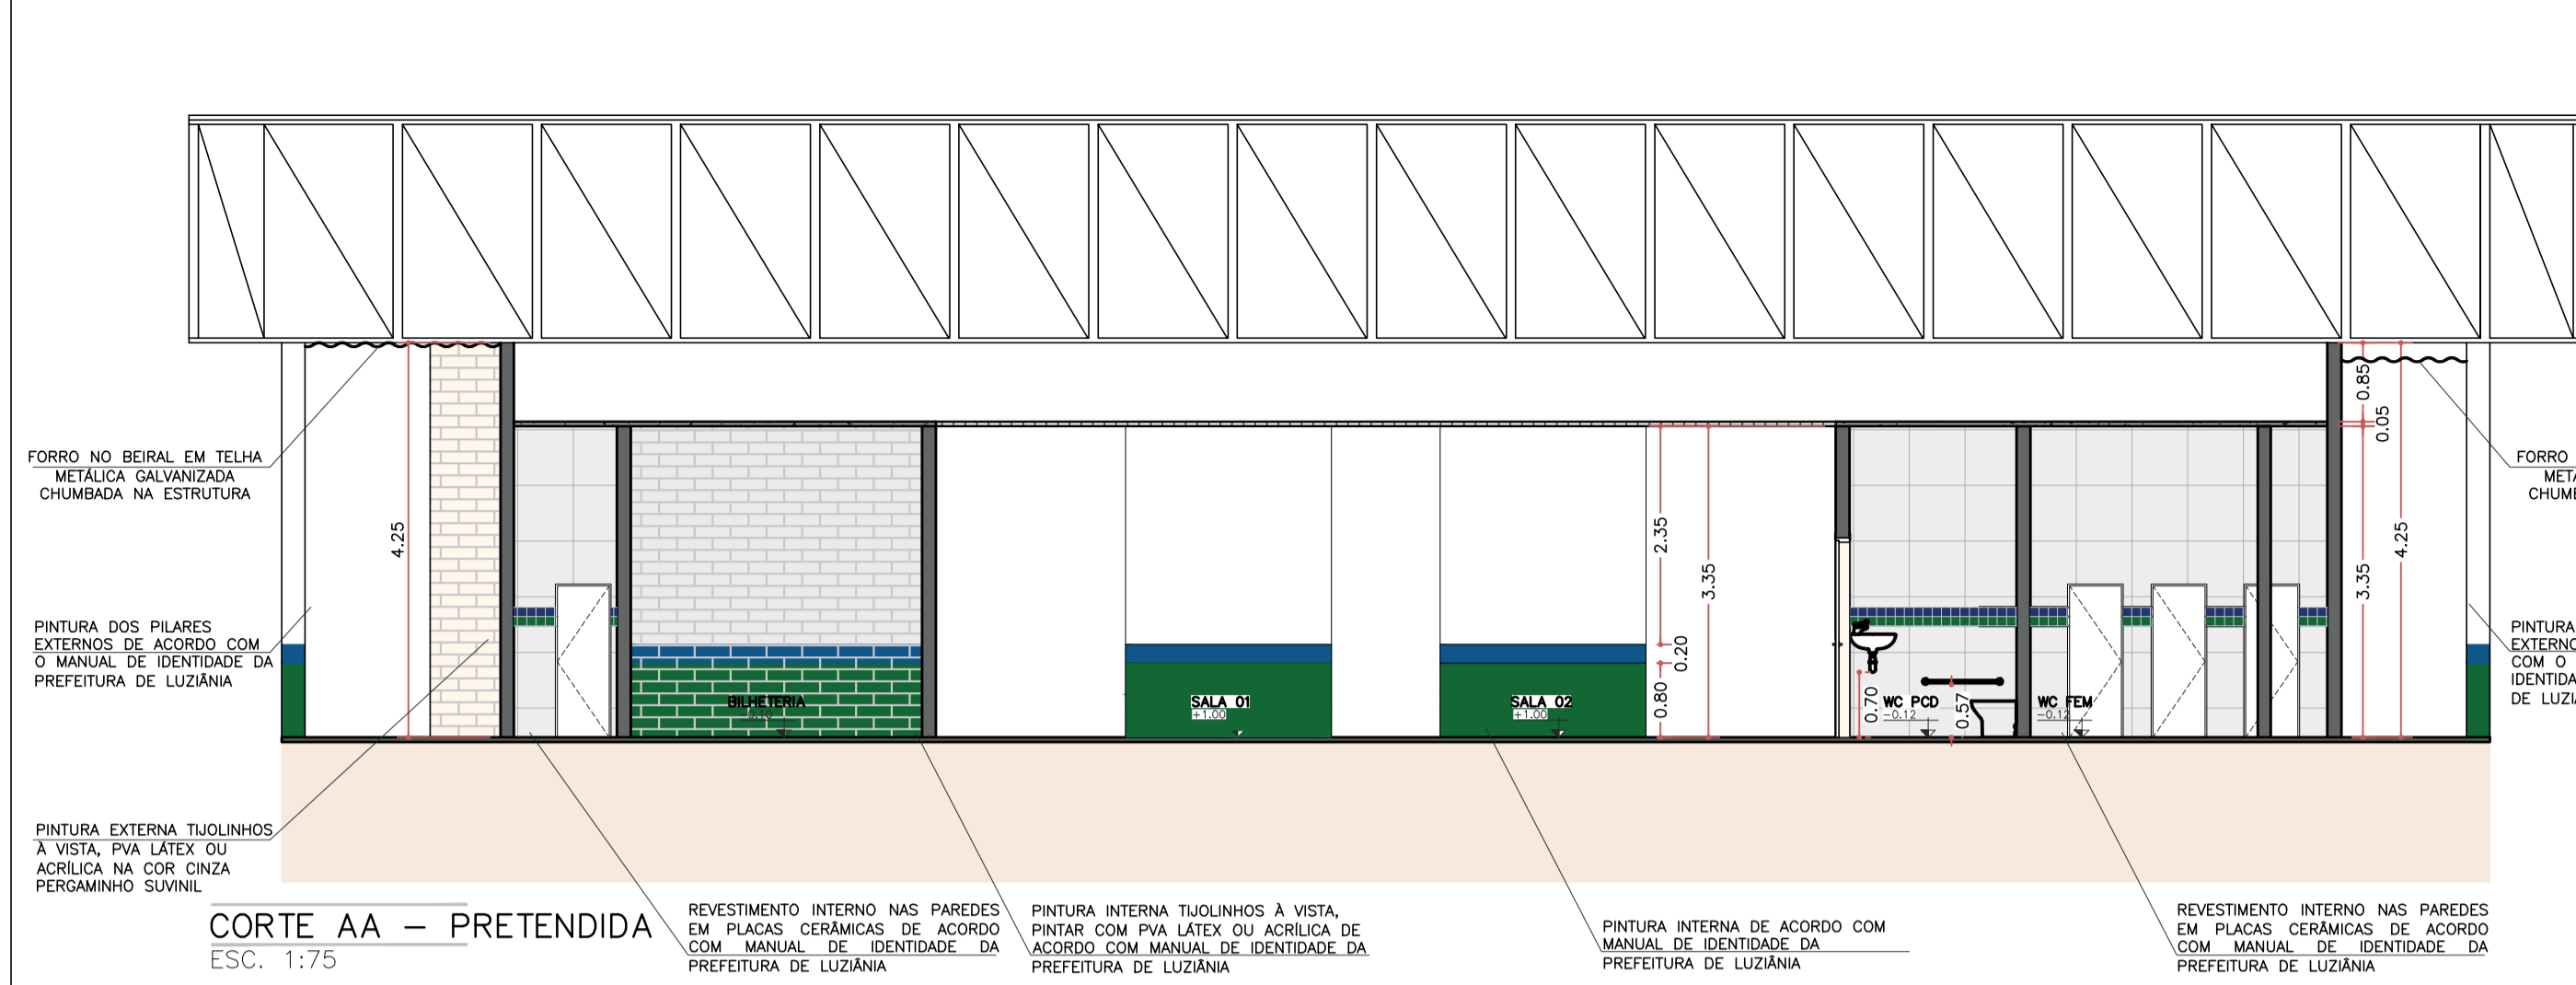 FORRO NO BEIRAL EM TELHA
METÁLICA GALVANIZADA
CHUMBADA NA ESTRUTURA
PINTURA DOS PILARES
EXTERNOS DE ACORDO COM
O MANUAL DE IDENTIDADE DA
PREFEITURA DE LUZIÂNIA
PINTURA EXTERNA TIJOLINHOS
À VISTA, PVA LÁTEX OU
ACRÍLICA NA COR CINZA
PERGAMINHO SUVINIL
4.25
BILHETERIA
SALA 01
+1.00
SALA 02
+1.00
2.35
0.20
0.80
3.35
0.70
WC PCD
-0.12
0.57
WC FEM
-0.12
0.85
0.05
3.35
4.25
FORRO
META
CHUME
PINTURA
EXTERNO
COM O
IDENTIDA
DE LUZI
CORTE AA – PRETENDIDA
ESC. 1:75
REVESTIMENTO INTERNO NAS PAREDES
EM PLACAS CERÂMICAS DE ACORDO
COM MANUAL DE IDENTIDADE DA
PREFEITURA DE LUZIÂNIA
PINTURA INTERNA TIJOLINHOS À VISTA,
PINTAR COM PVA LÁTEX OU ACRÍLICA DE
ACORDO COM MANUAL DE IDENTIDADE DA
PREFEITURA DE LUZIÂNIA
PINTURA INTERNA DE ACORDO COM
MANUAL DE IDENTIDADE DA
PREFEITURA DE LUZIÂNIA
REVESTIMENTO INTERNO NAS PAREDES
EM PLACAS CERÂMICAS DE ACORDO
COM MANUAL DE IDENTIDADE DA
PREFEITURA DE LUZIÂNIA